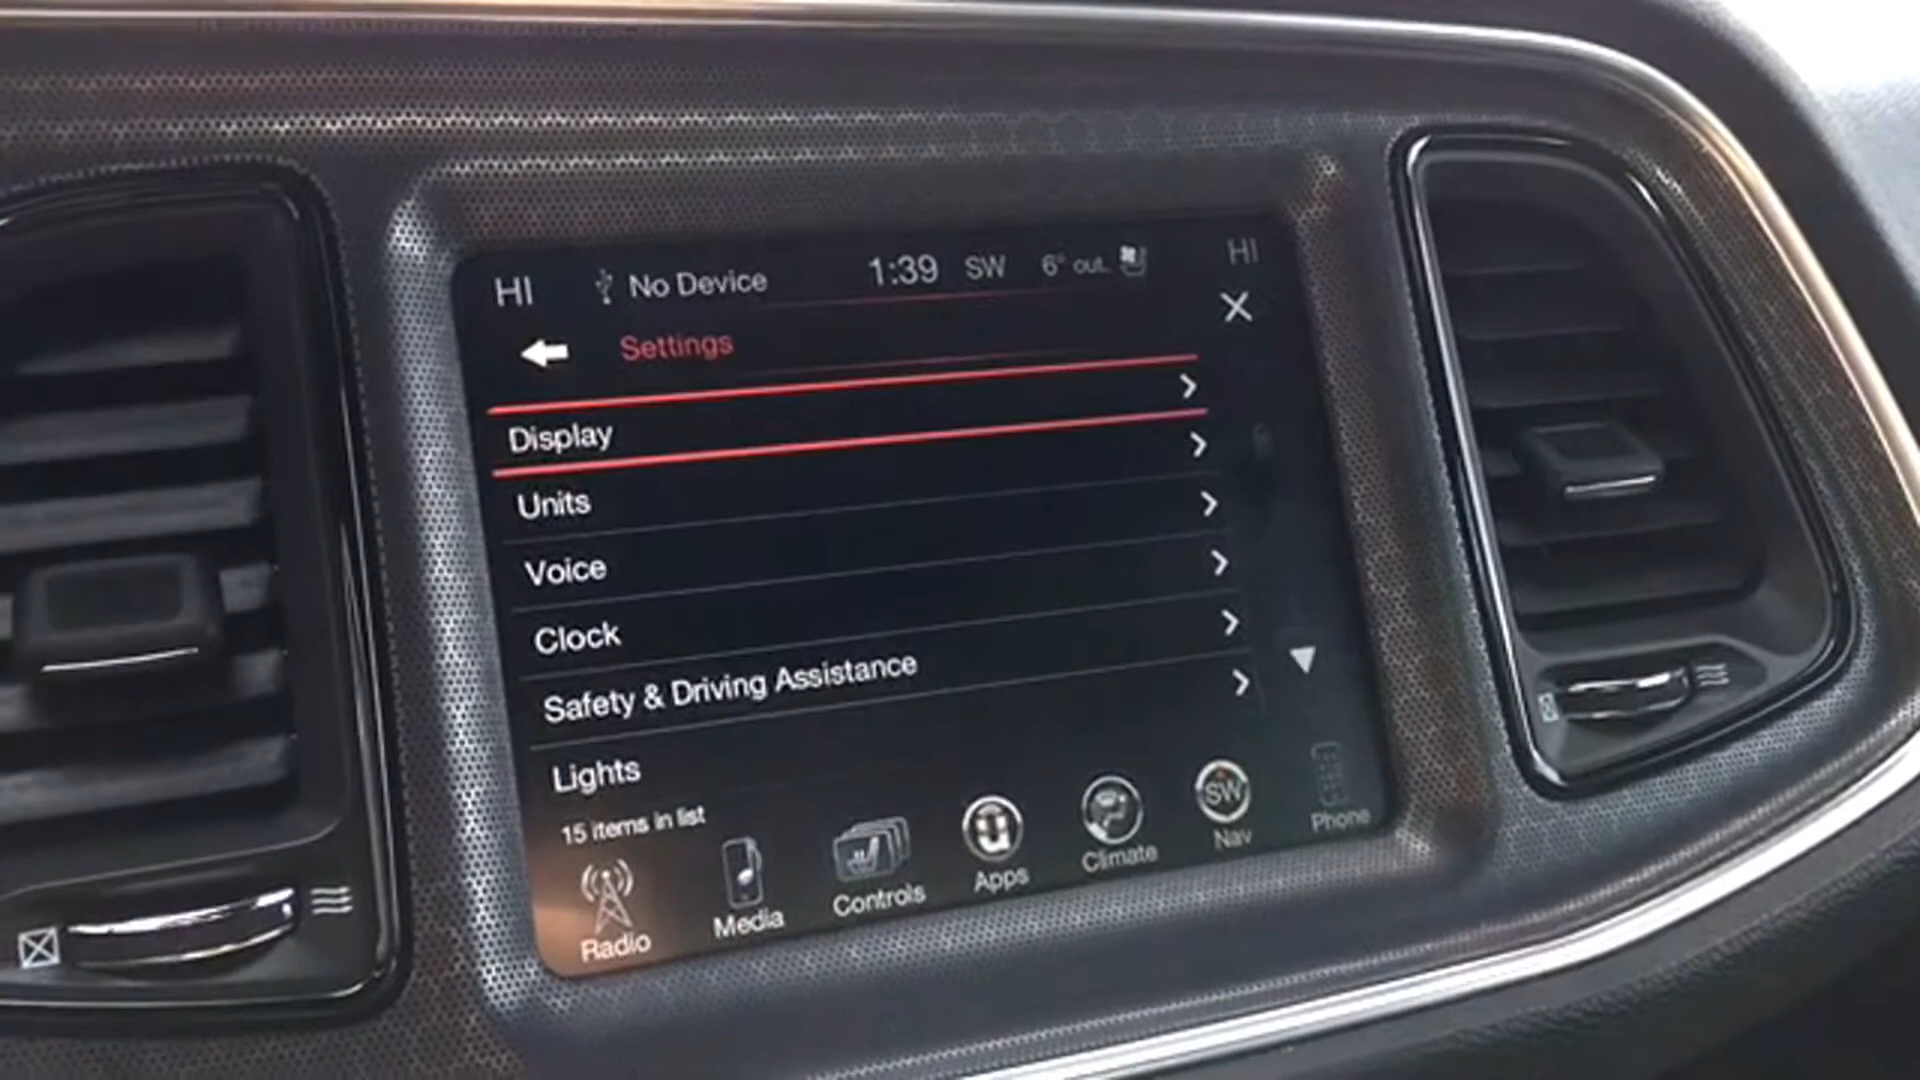 HI No Device 1:39 SW 6° out. HI
Settings
Display
Units
Voice
Clock
Safety & Driving Assistance
Lights
15 items in list
Radio Media Controls Apps Climate SW Nav Phone